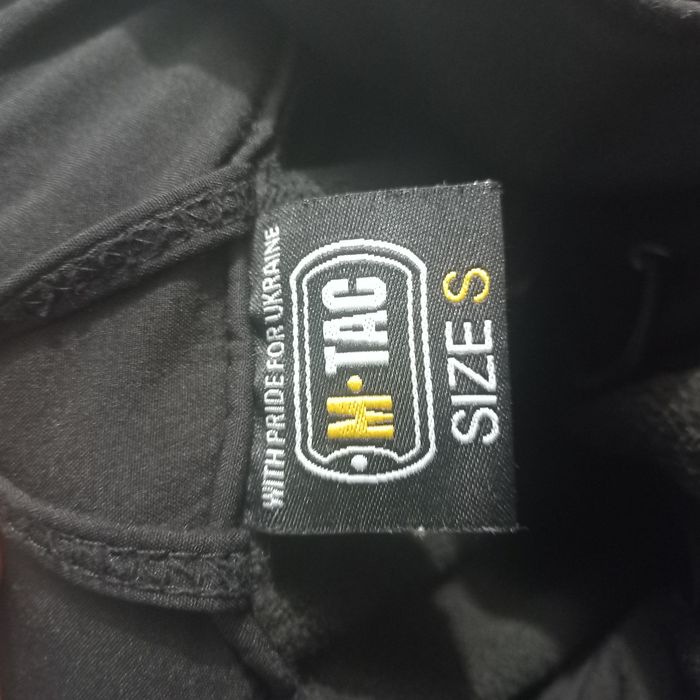 WITH PRIDE FOR UKRAINE
M·TAC
SIZE S